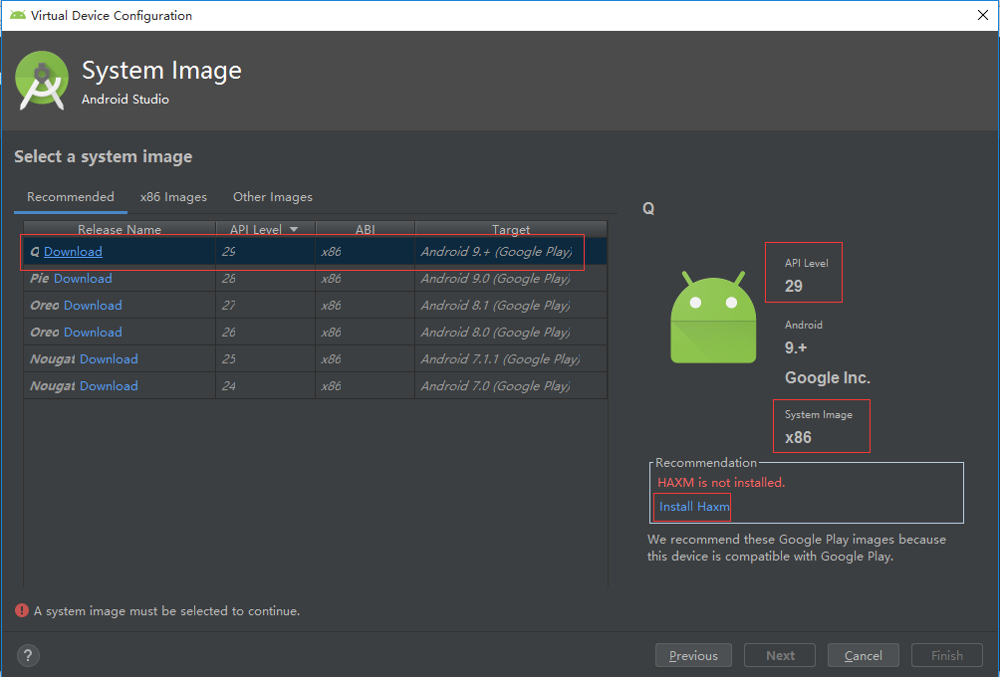 Virtual Device Configuration
System Image
Android Studio
Select a system image
Recommended x86 Images Other Images
Release Name API Level ABI Target
Q Download 29 x86 Android 9.+ (Google Play)
Pie Download 28 x86 Android 9.0 (Google Play)
Oreo Download 27 x86 Android 8.1 (Google Play)
Oreo Download 26 x86 Android 8.0 (Google Play)
Nougat Download 25 x86 Android 7.1.1 (Google Play)
Nougat Download 24 x86 Android 7.0 (Google Play)
Q
API Level
29
Android
9.+
Google Inc.
System Image
x86
Recommendation
HAXM is not installed.
Install Haxm
We recommend these Google Play images because
this device is compatible with Google Play.
A system image must be selected to continue.
? Previous Next Cancel Finish